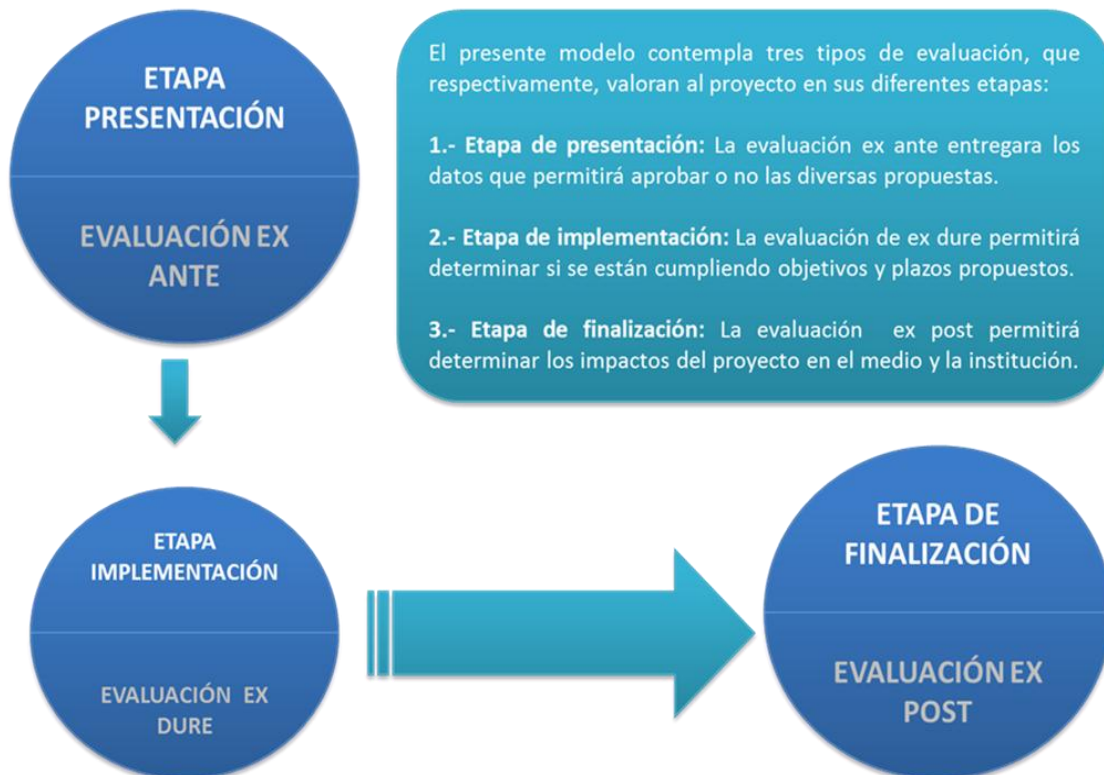 ETAPA
PRESENTACIÓN
EVALUACIÓN EX
ANTE
El presente modelo contempla tres tipos de evaluación, que
respectivamente, valoran al proyecto en sus diferentes etapas:
1.- Etapa de presentación: La evaluación ex ante entregara los
datos que permitirá aprobar o no las diversas propuestas.
2.- Etapa de implementación: La evaluación de ex dure permitirá
determinar si se están cumpliendo objetivos y plazos propuestos.
3.- Etapa de finalización: La evaluación ex post permitirá
determinar los impactos del proyecto en el medio y la institución.
ETAPA
IMPLEMENTACIÓN
EVALUACIÓN EX
DURE
ETAPA DE
FINALIZACIÓN
EVALUACIÓN EX
POST